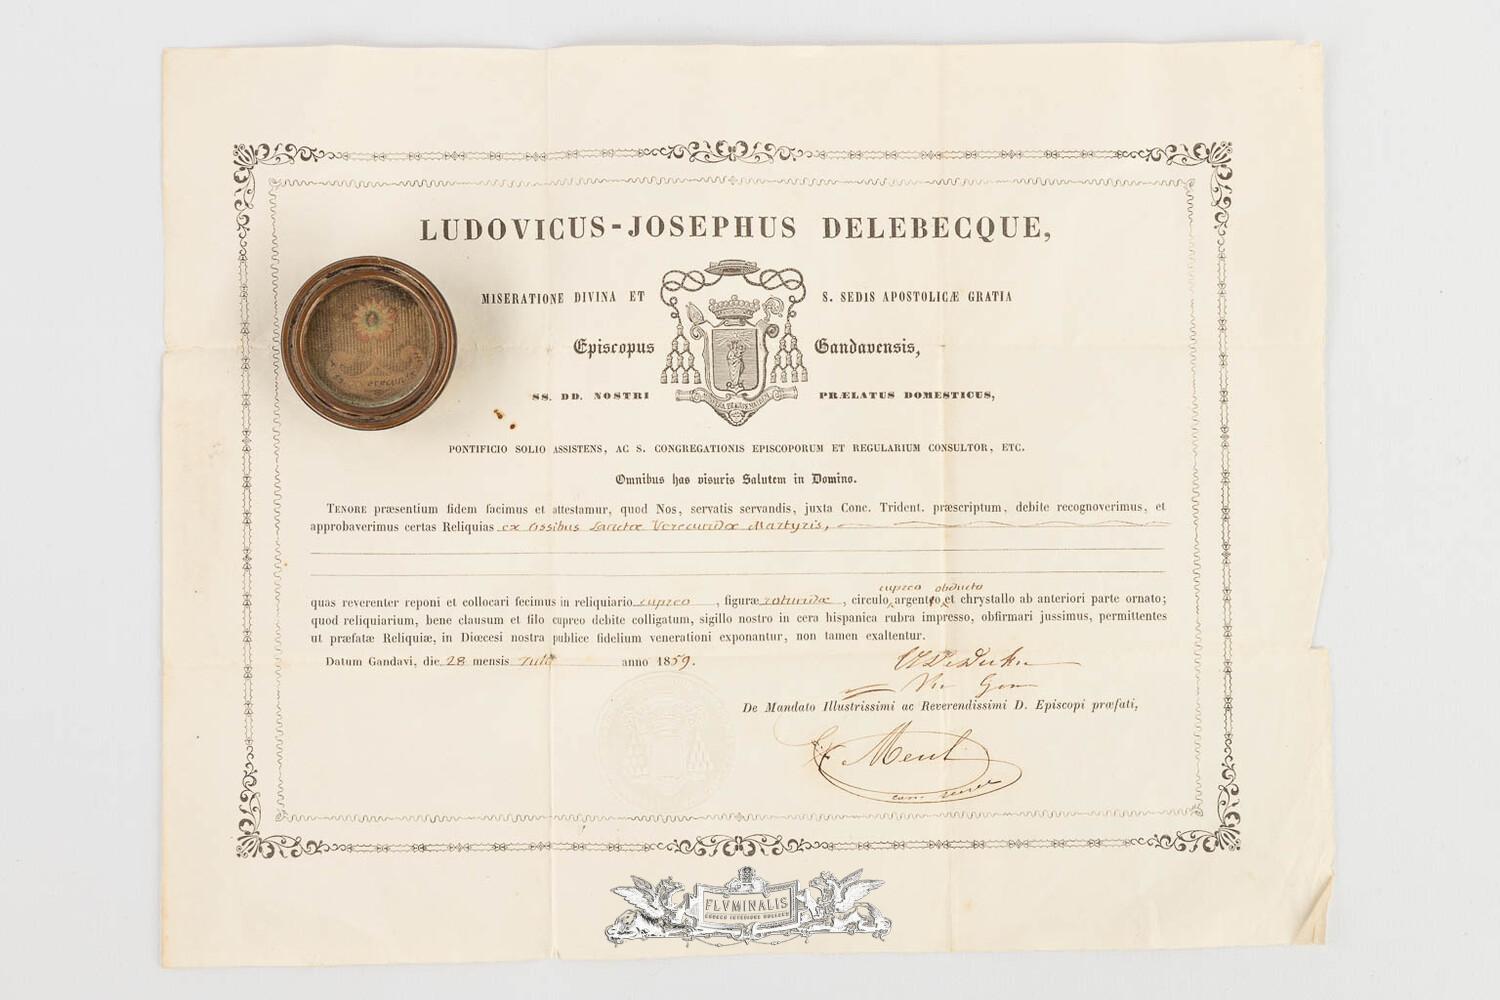 LUDOVICUS-JOSEPHUS DELEBECQUE,
MISERATIONE DIVINA ET S. SEDIS APOSTOLICÆ GRATIA
Episcopus Gandavensis,
SS. DD. NOSTRI PRÆLATUS DOMESTICUS,
PONTIFICIO SOLIO ASSISTENS, AC S. CONGREGATIONIS EPISCOPORUM ET REGULARIUM CONSULTOR, ETC.
Omnibus has visuris Salutem in Domino.
TENORE præsentium fidem facimus et attestamur, quod Nos, servatis servandis, juxta Conc. Trident. præscriptum, debite recognoverimus, et
approbaverimus certas Reliquias ex ossibus Sanctæ Verecundæ Martyris,
cupreo obducto
quas reverenter reponi et collocari fecimus in reliquiario cupreo, figuræ rotundæ, circulo argenteo et chrystallo ab anteriori parte ornato;
quod reliquiarium, bene clausum et filo cupreo debite colligatum, sigillo nostro in cera hispanica rubra impresso, obfirmari jussimus, permittentes
ut præfatæ Reliquiæ, in Diœcesi nostra publice fidelium venerationi exponantur, non tamen exaltentur.
Datum Gandavi, die 28 mensis Julii anno 1859.
Vic Gen
De Mandato Illustrissimi ac Reverendissimi D. Episcopi præfati,
FLVMINALIS